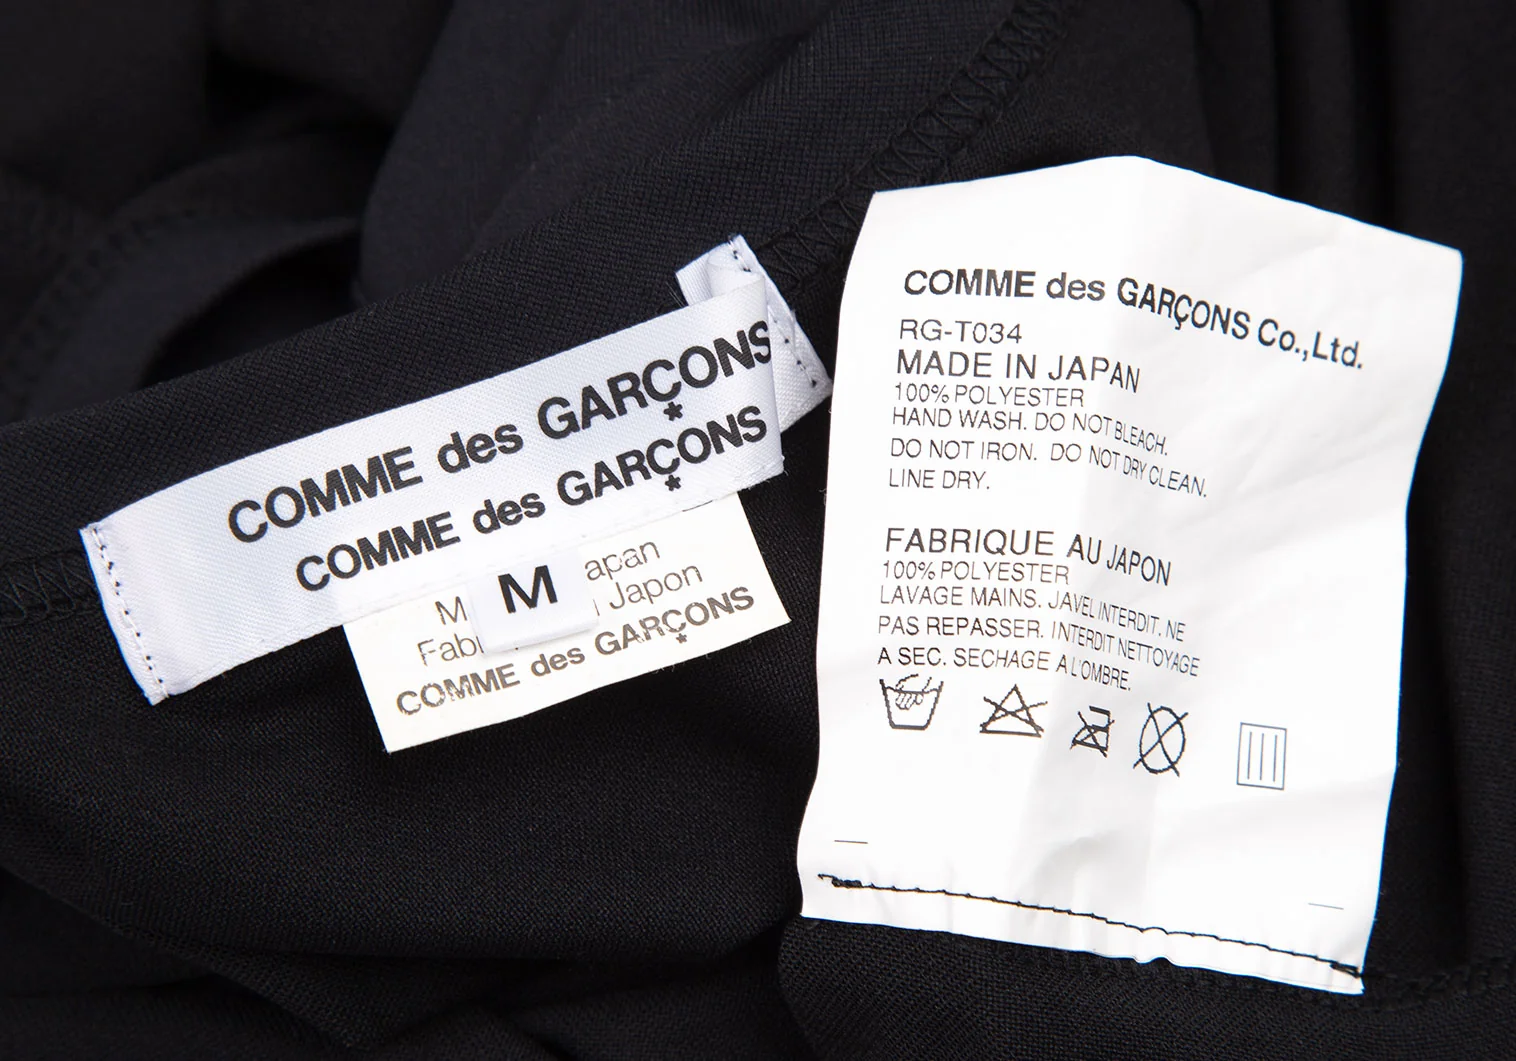 COMME des GARÇONS
*
COMME des GARÇONS
*
M
apan
M
Japon
Fab
COMME des GARÇONS
*
COMME des GARÇONS Co.,Ltd.
RG-T034
MADE IN JAPAN
100% POLYESTER
HAND WASH. DO NOT BLEACH.
DO NOT IRON. DO NOT DRY CLEAN.
LINE DRY.
FABRIQUE AU JAPON
100% POLYESTER
LAVAGE MAINS. JAVEL INTERDIT. NE
PAS REPASSER. INTERDIT NETTOYAGE
A SEC. SECHAGE A L'OMBRE.